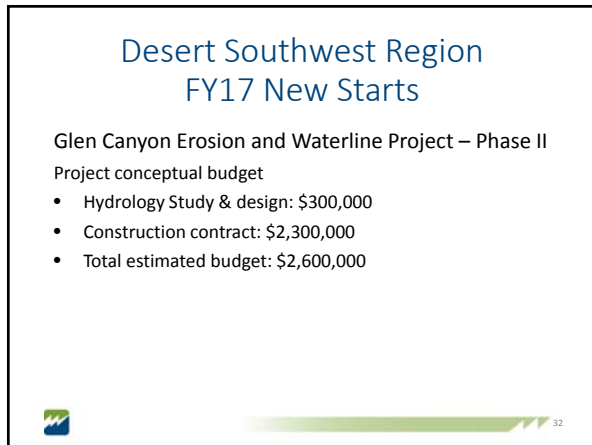 Desert Southwest Region
FY17 New Starts
Glen Canyon Erosion and Waterline Project – Phase II
Project conceptual budget
• Hydrology Study & design: $300,000
• Construction contract: $2,300,000
• Total estimated budget: $2,600,000
32